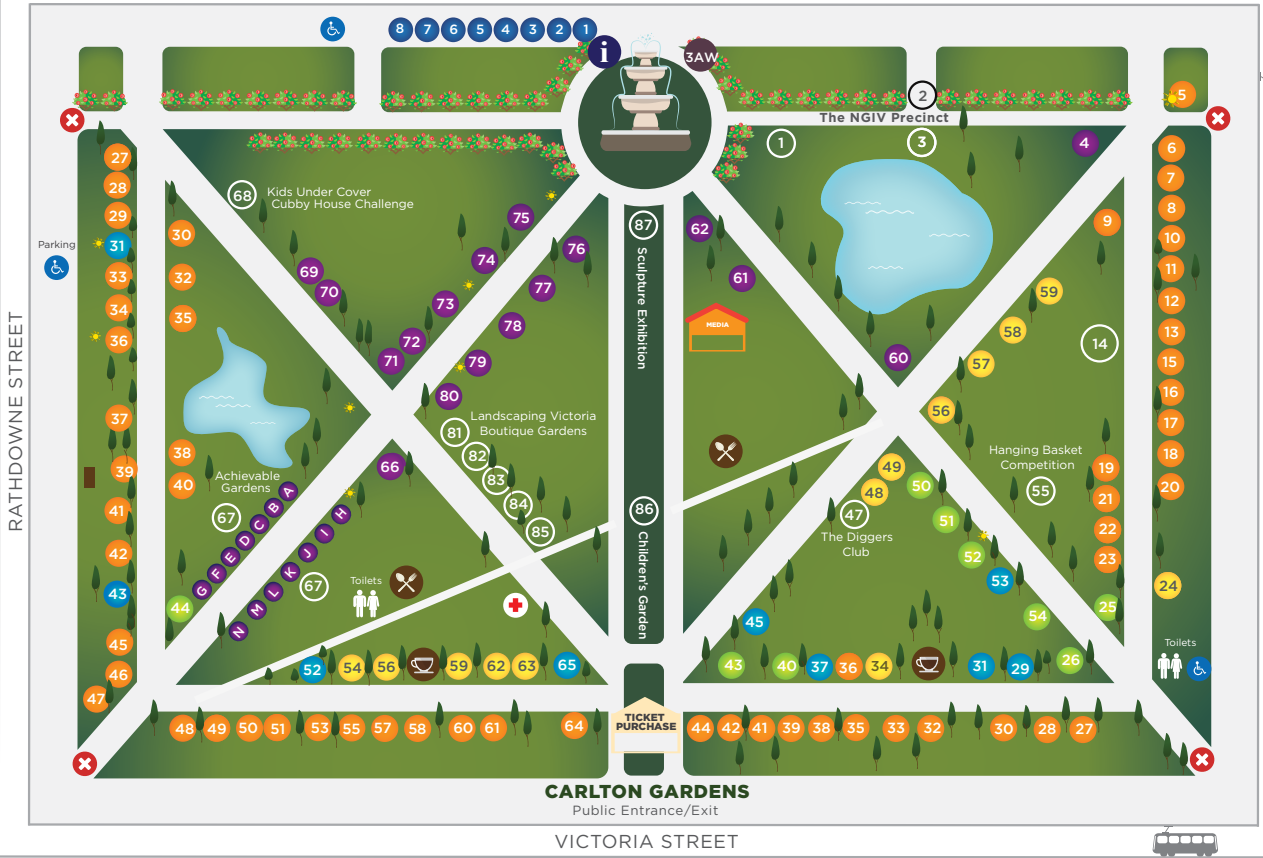 8 7 6 5 4 3 2 1
i
3AW
5
2
The NGIV Precinct
1
3
4
6
27
7
28
68
Kids Under Cover
Cubby House Challenge
8
29
75
87
62
9
30
10
Parking
31
76
74
11
69
61
33
32
77
70
59
12
73
34
35
Sculpture Exhibition
78
MEDIA
58
13
36
72
14
71
79
60
57
15
80
16
37
Landscaping Victoria
Boutique Gardens
56
17
81
38
82
Hanging Basket
Competition
18
39
66
49
19
Achievable
Gardens
40
83
48
50
55
20
A
21
67
B
84
86
47
41
H
C
51
22
I
D
85
The Diggers
Club
J
E
52
23
42
K
F
Toilets
67
53
L
G
43
24
M
44
25
N
Children's Garden
45
54
45
Toilets
46
52 54 56 59 62 63 65
43 40 37 36 34 31 29 26
47
48 49 50 51 53 55 57 58 60 61 64
TICKET
PURCHASE
44 42 41 39 38 35 33 32 30 28 27
CARLTON GARDENS
Public Entrance/Exit
RATHDOWNE STREET
VICTORIA STREET